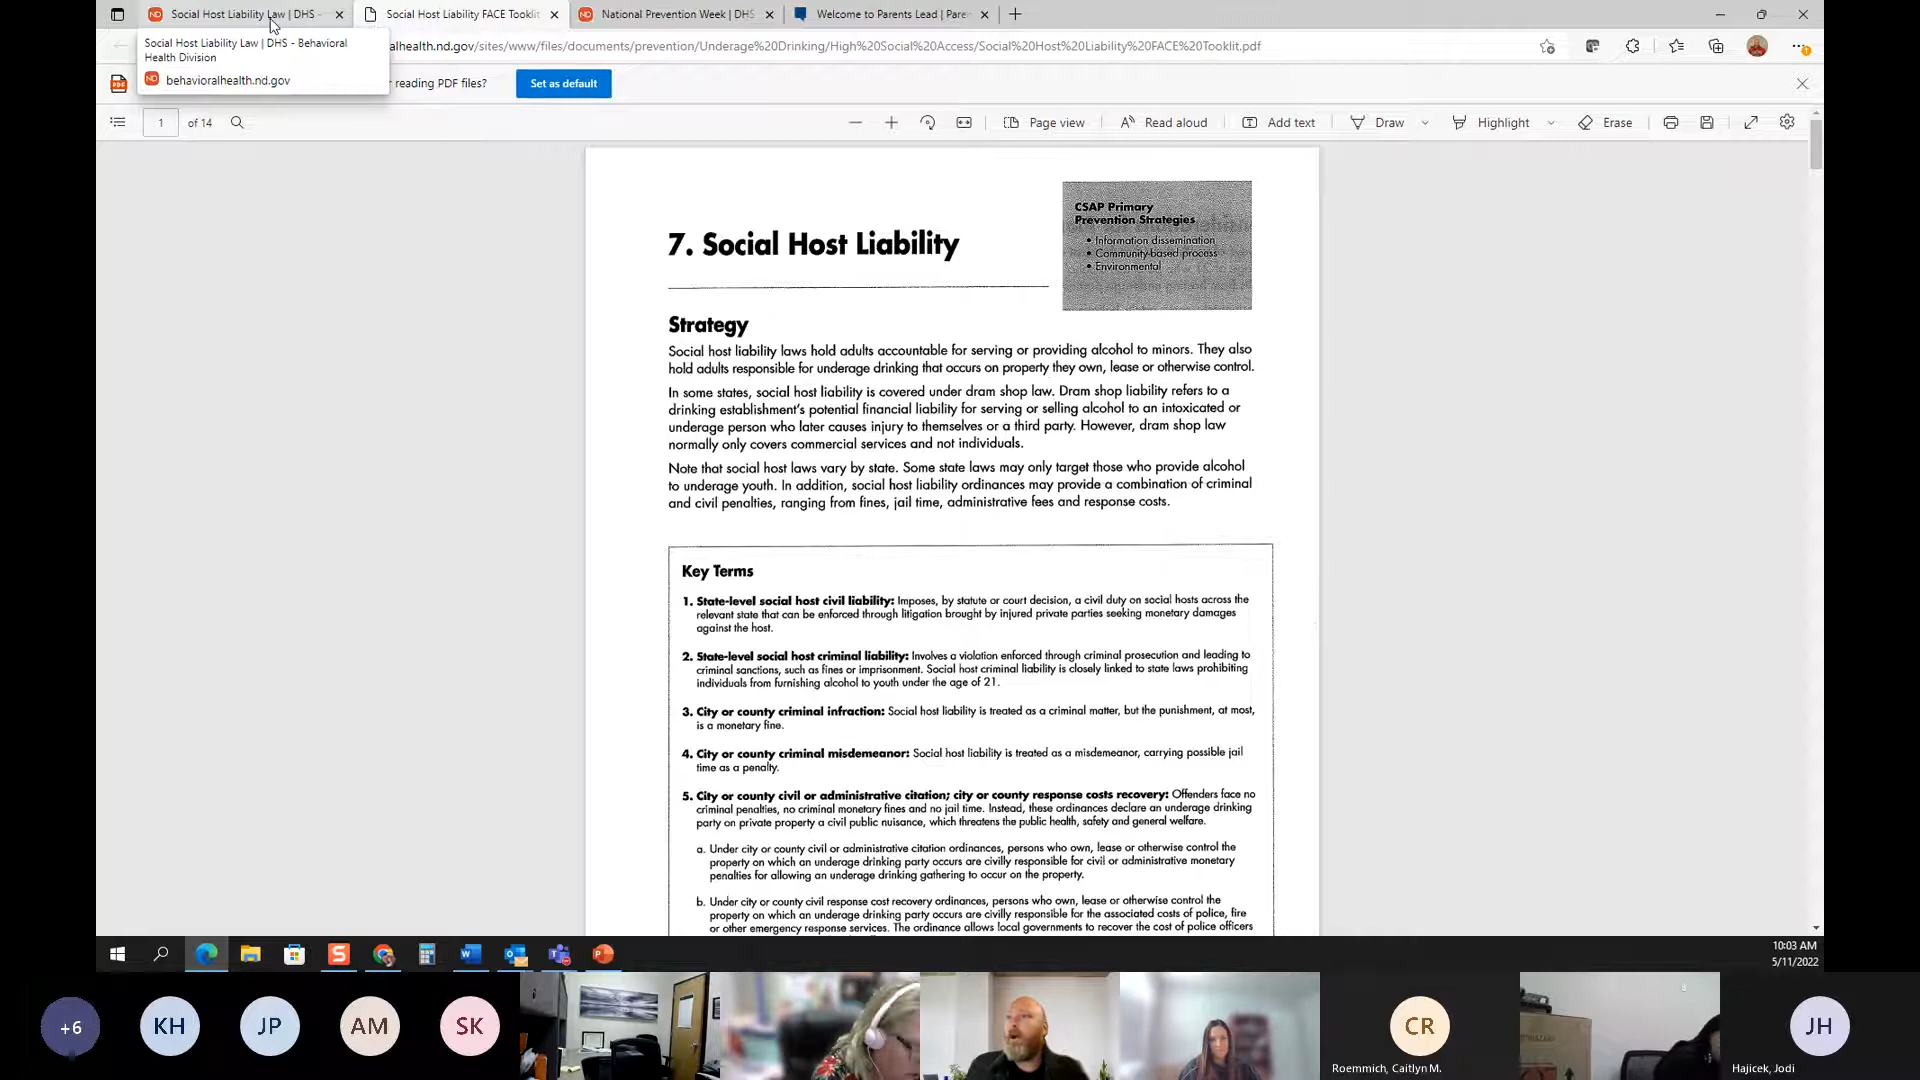 Social Host Liability Law | DHS -
Social Host Liability FACE Tooklit
National Prevention Week | DHS
Welcome to Parents Lead | Pare
Social Host Liability Law | DHS - Behavioral
Health Division
behavioralhealth.nd.gov
alhealth.nd.gov/sites/www/files/documents/prevention/Underage%20Drinking/High%20Social%20Access/Social%20Host%20Liability%20FACE%20Tooklit.pdf
reading PDF files?
Set as default
1 of 14
Page view
Read aloud
Add text
Draw
Highlight
Erase
CSAP Primary
Prevention Strategies
• Information dissemination
• Community-based process
• Environmental
7. Social Host Liability
Strategy
Social host liability laws hold adults accountable for serving or providing alcohol to minors. They also
hold adults responsible for underage drinking that occurs on property they own, lease or otherwise control.
In some states, social host liability is covered under dram shop law. Dram shop liability refers to a
drinking establishment's potential financial liability for serving or selling alcohol to an intoxicated or
underage person who later causes injury to themselves or a third party. However, dram shop law
normally only covers commercial services and not individuals.
Note that social host laws vary by state. Some state laws may only target those who provide alcohol
to underage youth. In addition, social host liability ordinances may provide a combination of criminal
and civil penalties, ranging from fines, jail time, administrative fees and response costs.
Key Terms
1. State-level social host civil liability: Imposes, by statute or court decision, a civil duty on social hosts across the
relevant state that can be enforced through litigation brought by injured private parties seeking monetary damages
against the host.
2. State-level social host criminal liability: Involves a violation enforced through criminal prosecution and leading to
criminal sanctions, such as fines or imprisonment. Social host criminal liability is closely linked to state laws prohibiting
individuals from furnishing alcohol to youth under the age of 21.
3. City or county criminal infraction: Social host liability is treated as a criminal matter, but the punishment, at most,
is a monetary fine.
4. City or county criminal misdemeanor: Social host liability is treated as a misdemeanor, carrying possible jail
time as a penalty.
5. City or county civil or administrative citation; city or county response costs recovery: Offenders face no
criminal penalties, no criminal monetary fines and no jail time. Instead, these ordinances declare an underage drinking
party on private property a civil public nuisance, which threatens the public health, safety and general welfare.
a. Under city or county civil or administrative citation ordinances, persons who own, lease or otherwise control the
property on which an underage drinking party occurs are civilly responsible for civil or administrative monetary
penalties for allowing an underage drinking gathering to occur on the property.
b. Under city or county civil response cost recovery ordinances, persons who own, lease or otherwise control the
property on which an underage drinking party occurs are civilly responsible for the associated costs of police, fire
or other emergency response services. The ordinance allows local governments to recover the cost of police officers
10:03 AM
5/11/2022
+6
KH
JP
AM
SK
CR
JH
Roemmich, Caitlyn M.
Hajicek, Jodi